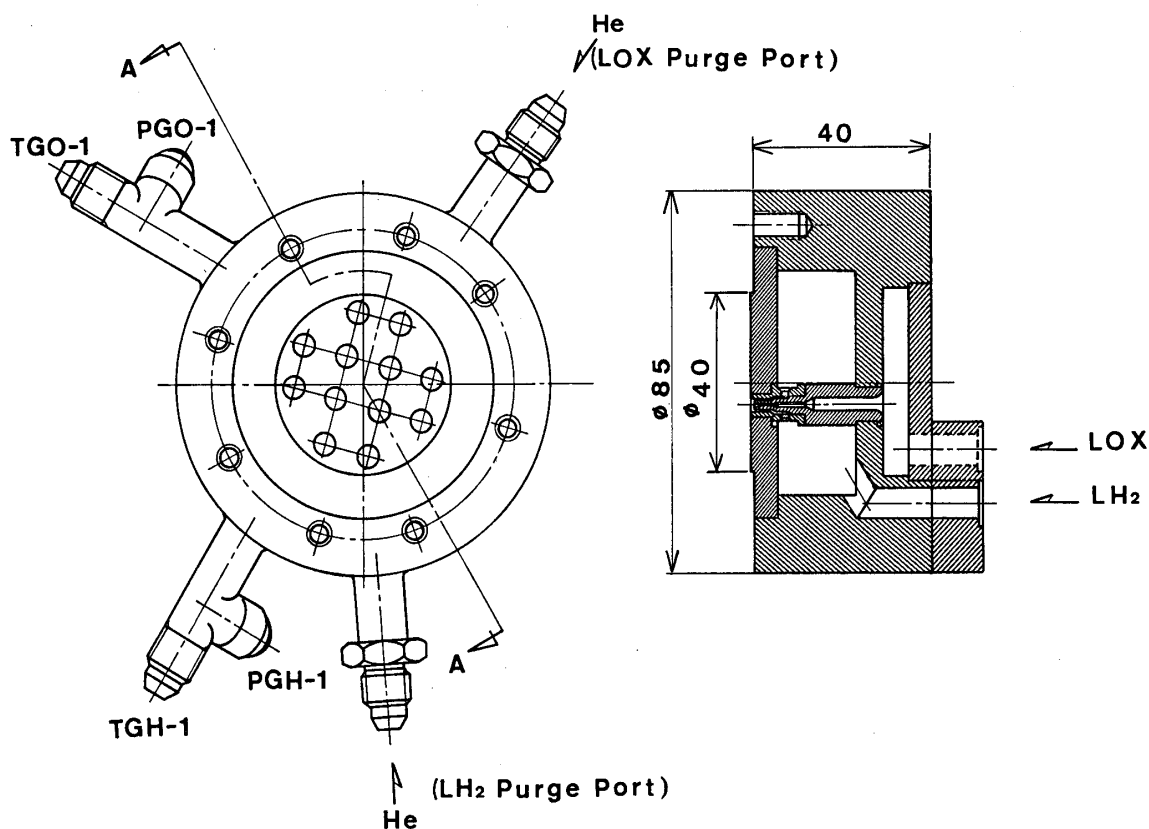 He
(LOX Purge Port)
A
PGO-1
TGO-1
40
ø85
ø40
LOX
LH₂
A
PGH-1
TGH-1
(LH₂ Purge Port)
He